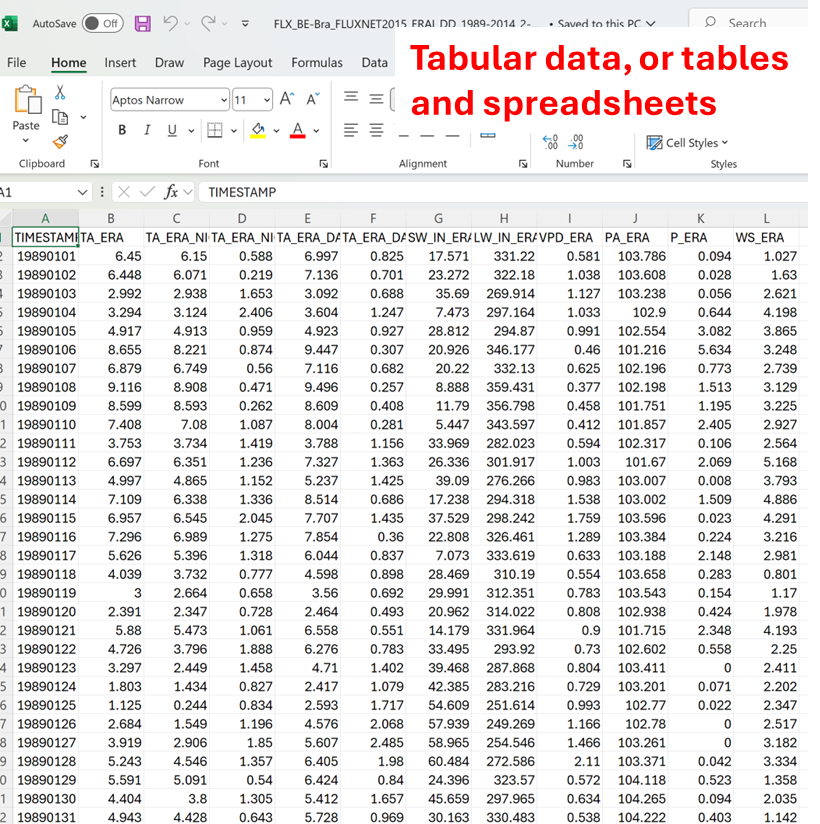 AutoSave Off FLX_BE-Bra_FLUXNET2015_ERAI_DD_1989-2014_2-... • Saved to this PC Search
File Home Insert Draw Page Layout Formulas Data
Tabular data, or tables
and spreadsheets
Paste Aptos Narrow 11 A^ A˅
B I U A
Cell Styles
Clipboard Font Alignment Number Styles
A1 fx TIMESTAMP
A B C D E F G H I J K L
1 TIMESTAMP TA_ERA TA_ERA_NI TA_ERA_NI TA_ERA_DA TA_ERA_DA SW_IN_ERA LW_IN_ERA VPD_ERA PA_ERA P_ERA WS_ERA
2 19890101 6.45 6.15 0.588 6.997 0.825 17.571 331.22 0.581 103.786 0.094 1.027
3 19890102 6.448 6.071 0.219 7.136 0.701 23.272 322.18 1.038 103.608 0.028 1.63
4 19890103 2.992 2.938 1.653 3.092 0.688 35.69 269.914 1.127 103.238 0.056 2.621
5 19890104 3.294 3.124 2.406 3.604 1.247 7.473 297.164 1.033 102.9 0.644 4.198
6 19890105 4.917 4.913 0.959 4.923 0.927 28.812 294.87 0.991 102.554 3.082 3.865
7 19890106 8.655 8.221 0.874 9.447 0.307 20.926 346.177 0.46 101.216 5.634 3.248
8 19890107 6.879 6.749 0.56 7.116 0.682 20.22 332.13 0.625 102.196 0.773 2.739
9 19890108 9.116 8.908 0.471 9.496 0.257 8.888 359.431 0.377 102.198 1.513 3.129
0 19890109 8.599 8.593 0.262 8.609 0.408 11.79 356.798 0.458 101.751 1.195 3.225
1 19890110 7.408 7.08 1.087 8.004 0.281 5.447 343.597 0.412 101.857 2.405 2.927
2 19890111 3.753 3.734 1.419 3.788 1.156 33.969 282.023 0.594 102.317 0.106 2.564
3 19890112 6.697 6.351 1.236 7.327 1.363 26.336 301.917 1.003 101.67 2.069 5.168
4 19890113 4.997 4.865 1.152 5.237 1.425 39.09 276.266 0.983 103.007 0.008 3.793
5 19890114 7.109 6.338 1.336 8.514 0.686 17.238 294.318 1.538 103.002 1.509 4.886
6 19890115 6.957 6.545 2.045 7.707 1.435 37.529 298.242 1.759 103.596 0.023 4.291
7 19890116 7.296 6.989 1.275 7.854 0.36 22.808 326.461 1.289 103.384 0.224 3.216
8 19890117 5.626 5.396 1.318 6.044 0.837 7.073 333.619 0.633 103.188 2.148 2.981
9 19890118 4.039 3.732 0.777 4.598 0.898 28.469 310.19 0.554 103.658 0.283 0.801
0 19890119 3 2.664 0.658 3.56 0.692 29.991 312.351 0.783 103.543 0.154 1.17
1 19890120 2.391 2.347 0.728 2.464 0.493 20.962 314.022 0.808 102.938 0.424 1.978
2 19890121 5.88 5.473 1.061 6.558 0.551 14.179 331.964 0.9 101.715 2.348 4.193
3 19890122 4.726 3.796 1.888 6.276 0.783 33.495 293.92 0.73 102.602 0.558 2.25
4 19890123 3.297 2.449 1.458 4.71 1.402 39.468 287.868 0.804 103.411 0 2.411
5 19890124 1.803 1.434 0.827 2.417 1.079 42.385 283.216 0.729 103.201 0.071 2.202
6 19890125 1.125 0.244 0.834 2.593 1.717 54.609 251.614 0.993 102.77 0.022 2.347
7 19890126 2.684 1.549 1.196 4.576 2.068 57.939 249.269 1.166 102.78 0 2.517
8 19890127 3.919 2.906 1.85 5.607 2.485 58.965 254.546 1.466 103.261 0 3.182
9 19890128 5.243 4.546 1.357 6.405 1.98 60.484 272.586 2.11 103.371 0.042 3.334
0 19890129 5.591 5.091 0.54 6.424 0.84 24.396 323.57 0.572 104.118 0.523 1.358
1 19890130 4.404 3.8 1.305 5.412 1.657 45.659 297.965 0.634 104.265 0.094 2.035
2 19890131 4.943 4.428 0.643 5.728 0.969 30.163 330.483 0.538 104.222 0.403 1.142